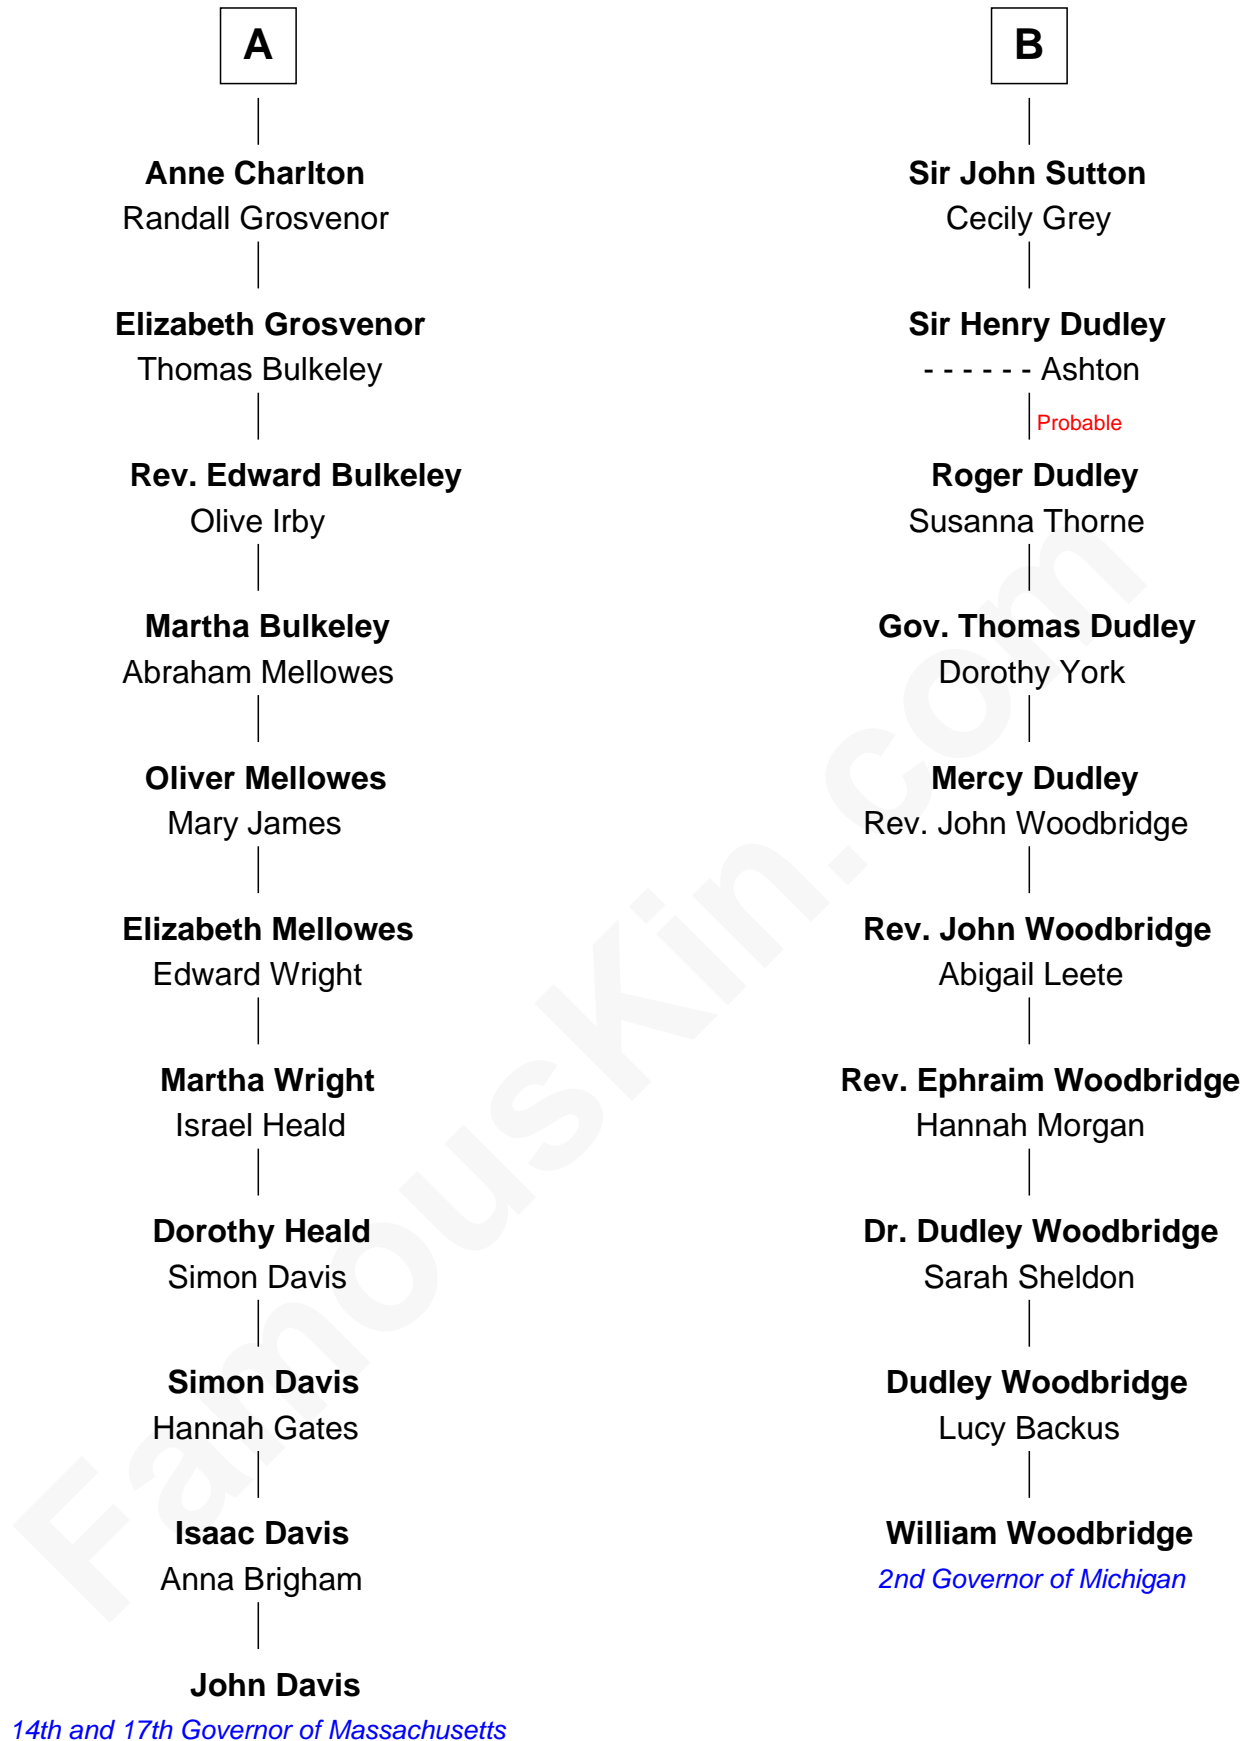 A
Anne Charlton
Randall Grosvenor
Elizabeth Grosvenor
Thomas Bulkeley
Rev. Edward Bulkeley
Olive Irby
Martha Bulkeley
Abraham Mellowes
Oliver Mellowes
Mary James
Elizabeth Mellowes
Edward Wright
Martha Wright
Israel Heald
Dorothy Heald
Simon Davis
Simon Davis
Hannah Gates
Isaac Davis
Anna Brigham
John Davis
14th and 17th Governor of Massachusetts
B
Sir John Sutton
Cecily Grey
Sir Henry Dudley
- - - - - - Ashton
Probable
Roger Dudley
Susanna Thorne
Gov. Thomas Dudley
Dorothy York
Mercy Dudley
Rev. John Woodbridge
Rev. John Woodbridge
Abigail Leete
Rev. Ephraim Woodbridge
Hannah Morgan
Dr. Dudley Woodbridge
Sarah Sheldon
Dudley Woodbridge
Lucy Backus
William Woodbridge
2nd Governor of Michigan
FamousKin.com